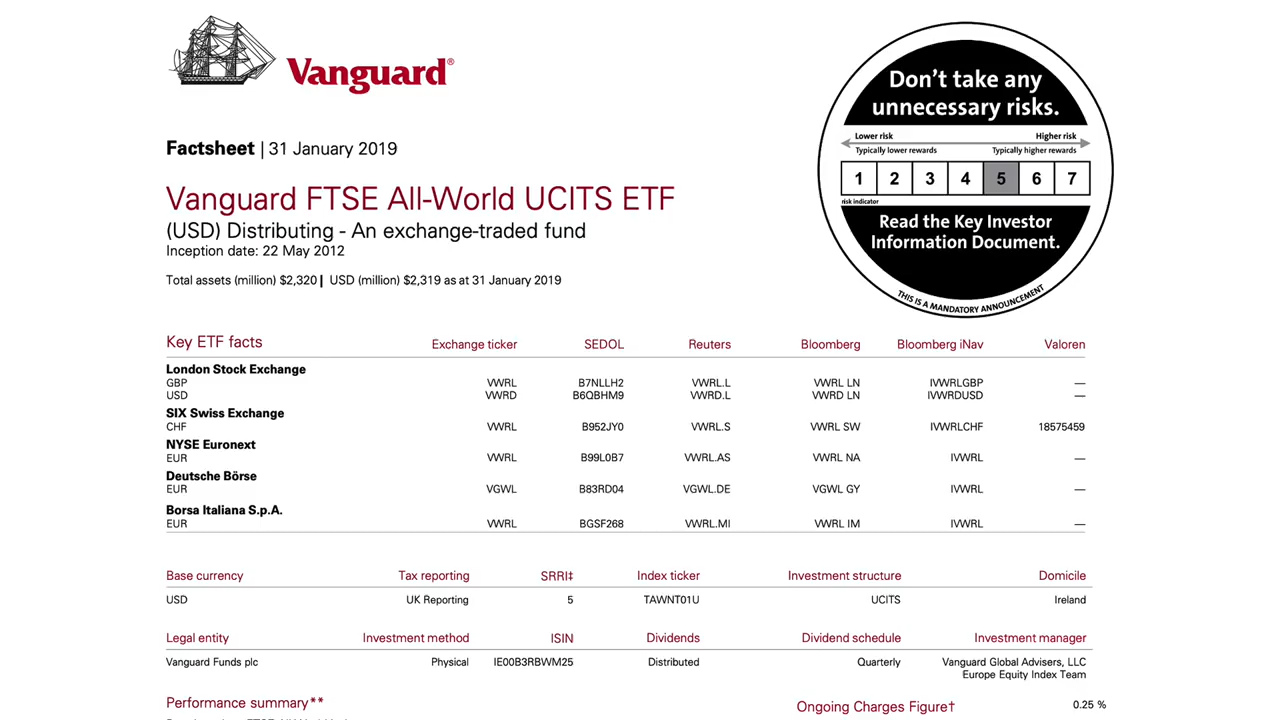 Vanguard®
Don't take any
unnecessary risks.
Lower risk Higher risk
Typically lower rewards Typically higher rewards
1 2 3 4 5 6 7
risk indicator
Read the Key Investor
Information Document.
THIS IS A MANDATORY ANNOUNCEMENT
Factsheet | 31 January 2019
Vanguard FTSE All-World UCITS ETF
(USD) Distributing - An exchange-traded fund
Inception date: 22 May 2012
Total assets (million) $2,320 | USD (million) $2,319 as at 31 January 2019
Key ETF facts Exchange ticker SEDOL Reuters Bloomberg Bloomberg iNav Valoren
London Stock Exchange
GBP VWRL B7NLLH2 VWRL.L VWRL LN IVWRLGBP —
USD VWRD B6QBHM9 VWRD.L VWRD LN IVWRDUSD —
SIX Swiss Exchange
CHF VWRL B952JY0 VWRL.S VWRL SW IVWRLCHF 18575459
NYSE Euronext
EUR VWRL B99L0B7 VWRL.AS VWRL NA IVWRL —
Deutsche Börse
EUR VGWL B83RD04 VGWL.DE VGWL GY IVWRL —
Borsa Italiana S.p.A.
EUR VWRL BGSF268 VWRL.MI VWRL IM IVWRL —
Base currency Tax reporting SRRI‡ Index ticker Investment structure Domicile
USD UK Reporting 5 TAWNT01U UCITS Ireland
Legal entity Investment method ISIN Dividends Dividend schedule Investment manager
Vanguard Funds plc Physical IE00B3RBWM25 Distributed Quarterly Vanguard Global Advisers, LLC
Europe Equity Index Team
Performance summary** Ongoing Charges Figure† 0.25 %